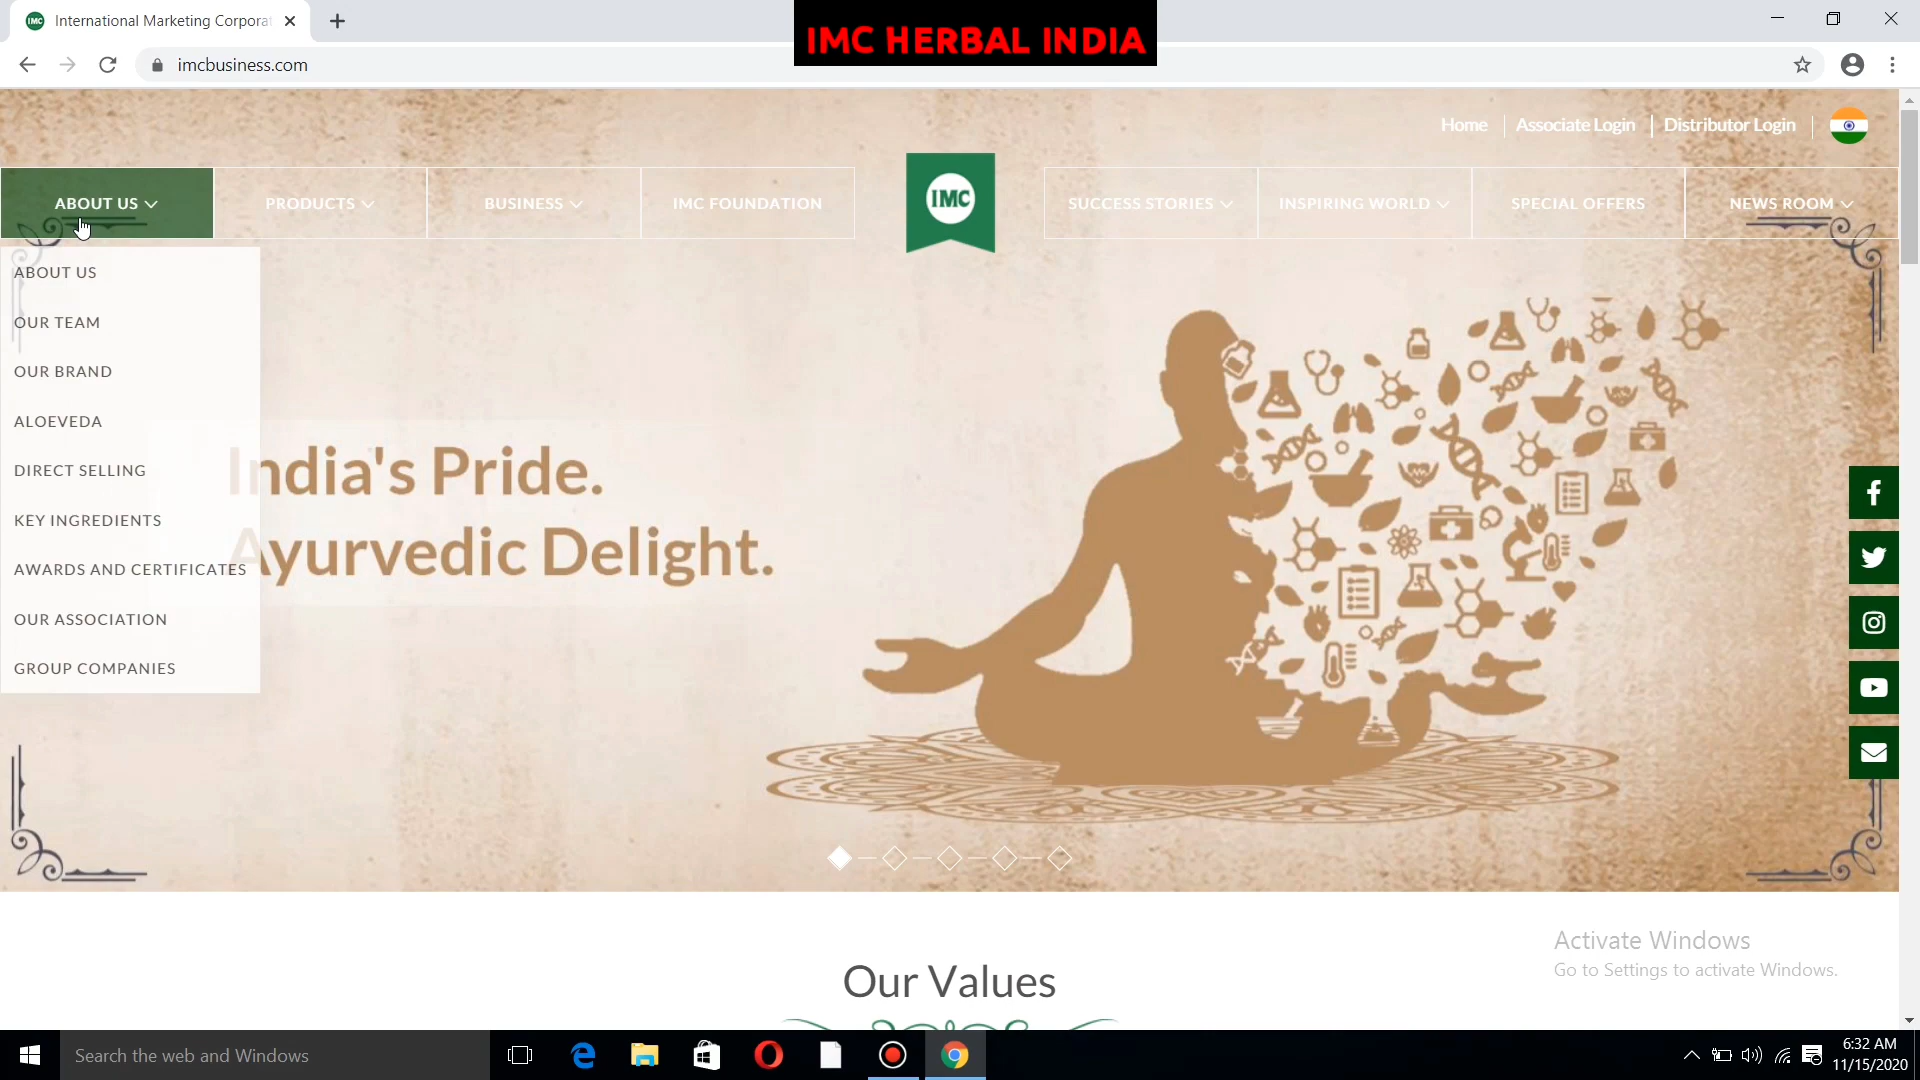 International Marketing Corporat
IMC HERBAL INDIA
imcbusiness.com
Home
Associate Login
Distributor Login
ABOUT US
PRODUCTS
BUSINESS
IMC FOUNDATION
IMC
SUCCESS STORIES
INSPIRING WORLD
SPECIAL OFFERS
NEWS ROOM
ABOUT US
OUR TEAM
OUR BRAND
ALOEVEDA
DIRECT SELLING
KEY INGREDIENTS
AWARDS AND CERTIFICATES
OUR ASSOCIATION
GROUP COMPANIES
India's Pride.
Ayurvedic Delight.
Our Values
Activate Windows
Go to Settings to activate Windows.
Search the web and Windows
6:32 AM
11/15/2020